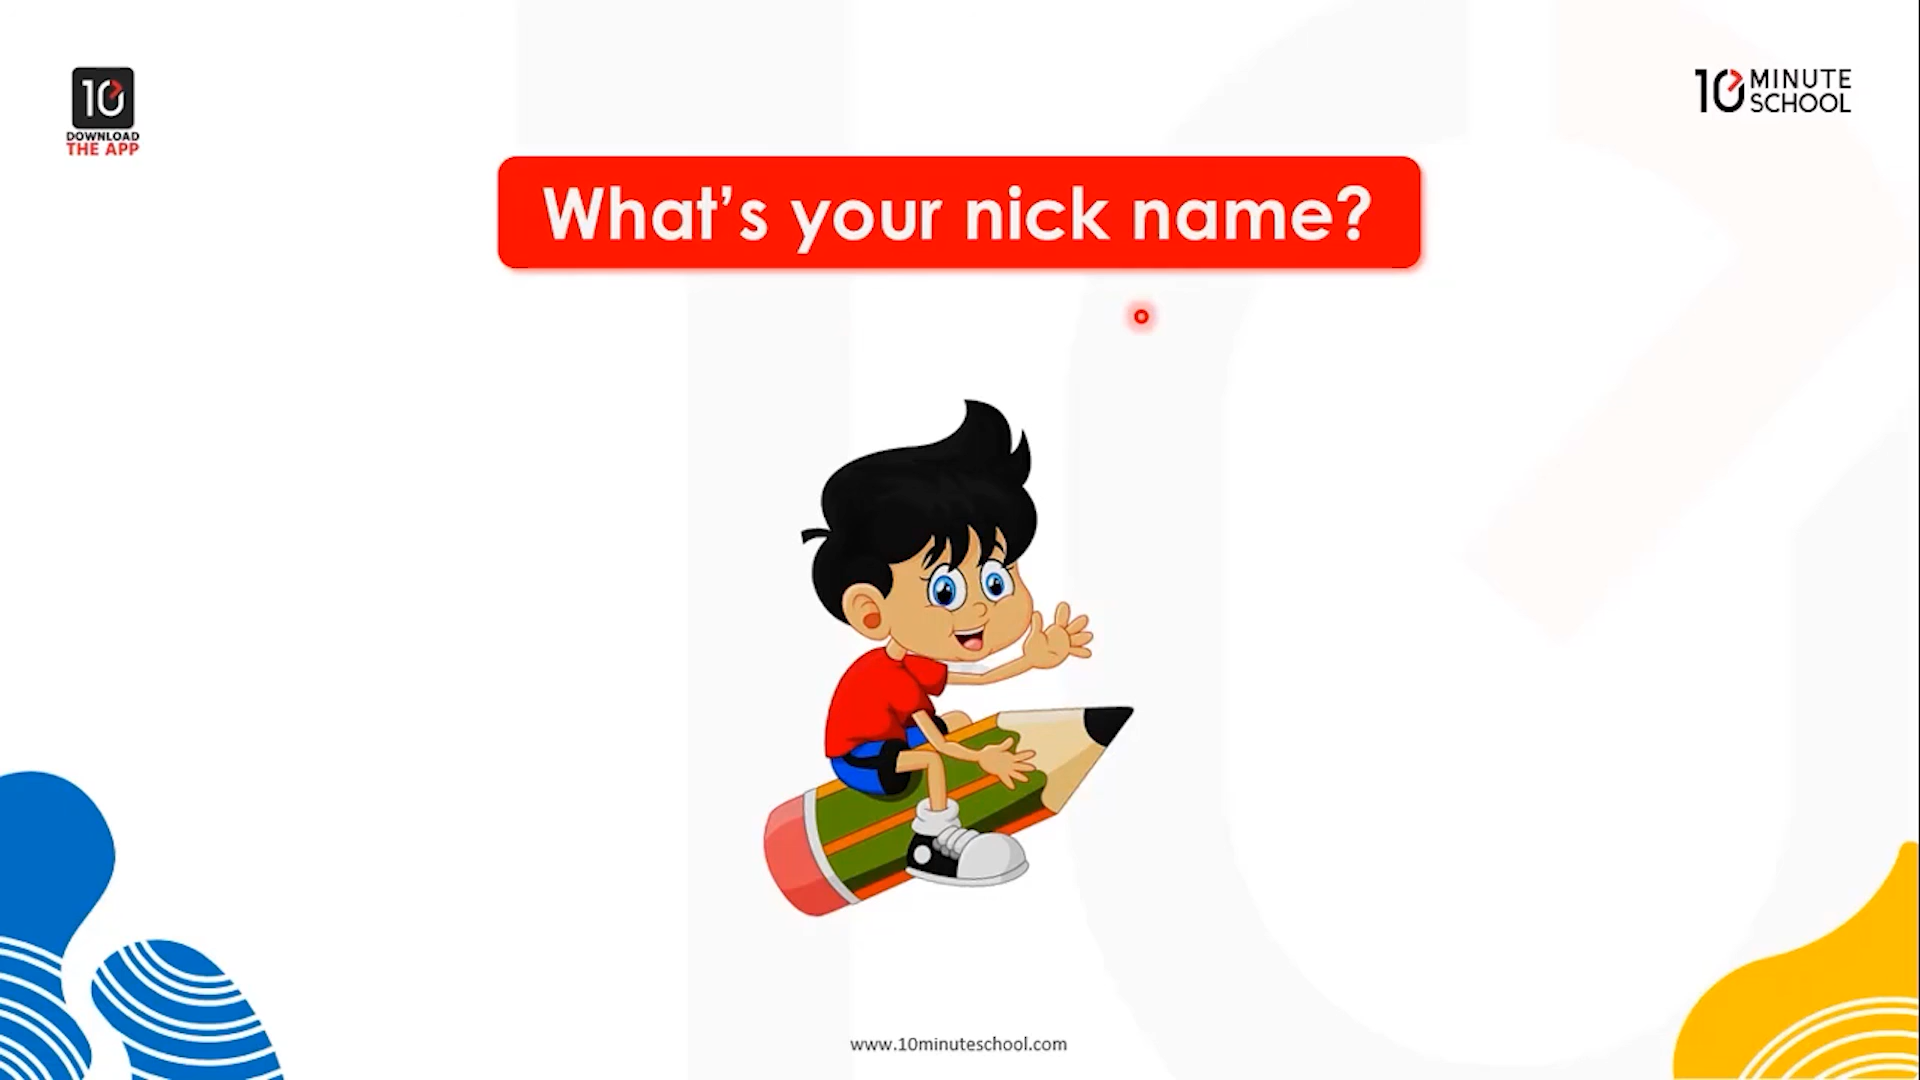 10
DOWNLOAD
THE APP
10 MINUTE
SCHOOL
What's your nick name?
www.10minuteschool.com